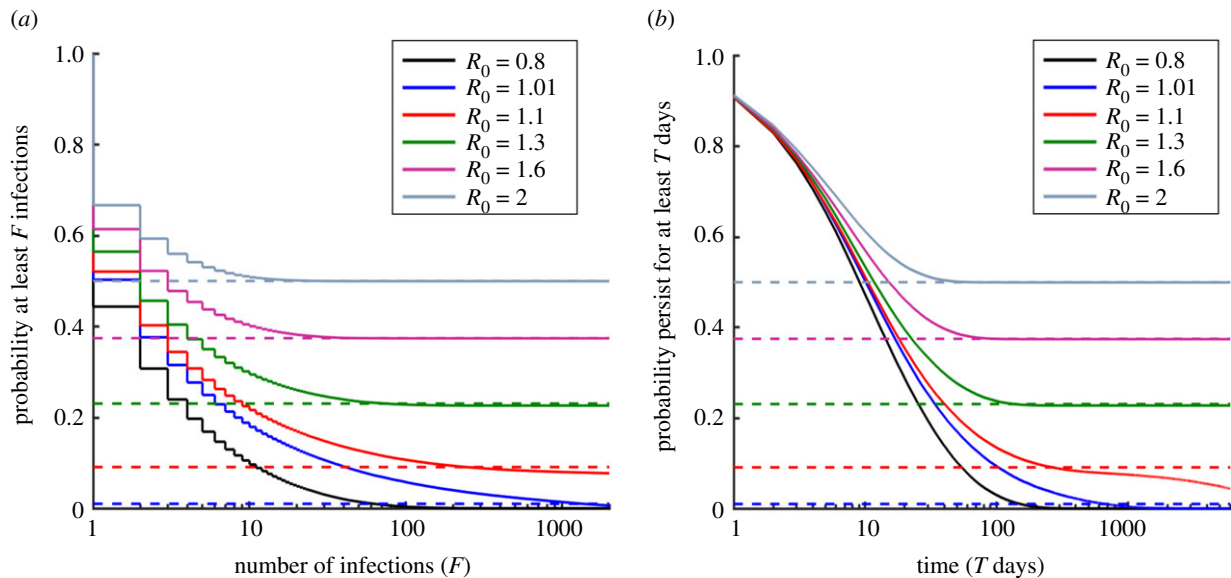 (a)
probability at least F infections
1.0
0.8
0.6
0.4
0.2
0
R0 = 0.8
R0 = 1.01
R0 = 1.1
R0 = 1.3
R0 = 1.6
R0 = 2
1 10 100 1000
number of infections (F)
(b)
probability persist for at least T days
1.0
0.8
0.6
0.4
0.2
0
R0 = 0.8
R0 = 1.01
R0 = 1.1
R0 = 1.3
R0 = 1.6
R0 = 2
1 10 100 1000
time (T days)